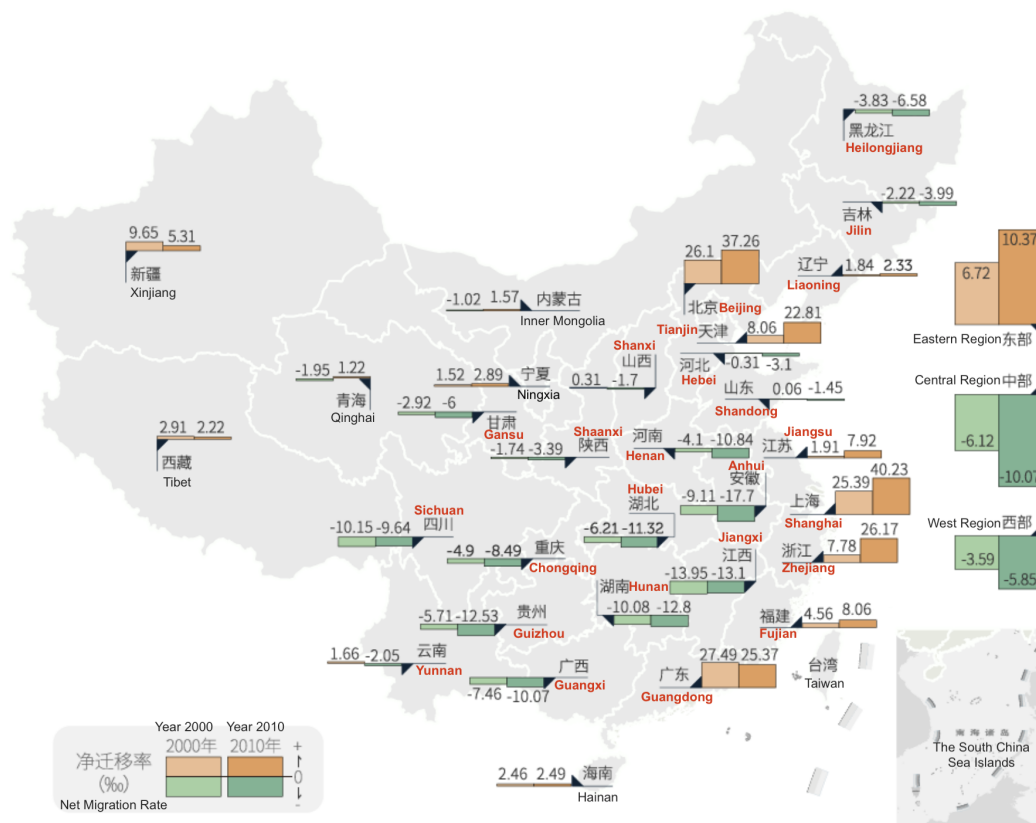 -3.83 -6.58
黑龙江
Heilongjiang
-2.22 -3.99
吉林
Jilin
9.65 5.31
新疆
Xinjiang
26.1 37.26
北京 Beijing
辽宁 1.84 2.33
Liaoning
10.37
6.72
Eastern Region 东部
-1.02 1.57 内蒙古
Inner Mongolia
Tianjin 天津 8.06 22.81
Shanxi
山西
0.31 -1.7
河北 -0.31 -3.1
Hebei
-1.95 1.22
青海
Qinghai
1.52 2.89 宁夏
Ningxia
山东 0.06 -1.45
Shandong
Central Region 中部
-6.12
-10.07
-2.92 -6
甘肃
Gansu
2.91 2.22
西藏
Tibet
Shaanxi
-1.74 -3.39 陕西
河南 -4.1 -10.84
Henan
Jiangsu
江苏 1.91 7.92
Anhui
安徽
-9.11 -17.7
25.39 40.23
上海
Shanghai
Hubei
湖北
-6.21 -11.32
Sichuan
-10.15 -9.64 四川
West Region 西部
-3.59
-5.85
-4.9 -8.49 重庆
Chongqing
Jiangxi
江西
-13.95 -13.1
浙江 7.78 26.17
Zhejiang
湖南 Hunan
-10.08 -12.8
-5.71 -12.53 贵州
Guizhou
福建 4.56 8.06
Fujian
1.66 -2.05 云南
Yunnan
广西
Guangxi
-7.46 -10.07
27.49 25.37
广东
Guangdong
台湾
Taiwan
Year 2000 Year 2010
2000年 2010年
净迁移率
(‰)
Net Migration Rate
+
0
-
2.46 2.49 海南
Hainan
南海诸岛
The South China
Sea Islands